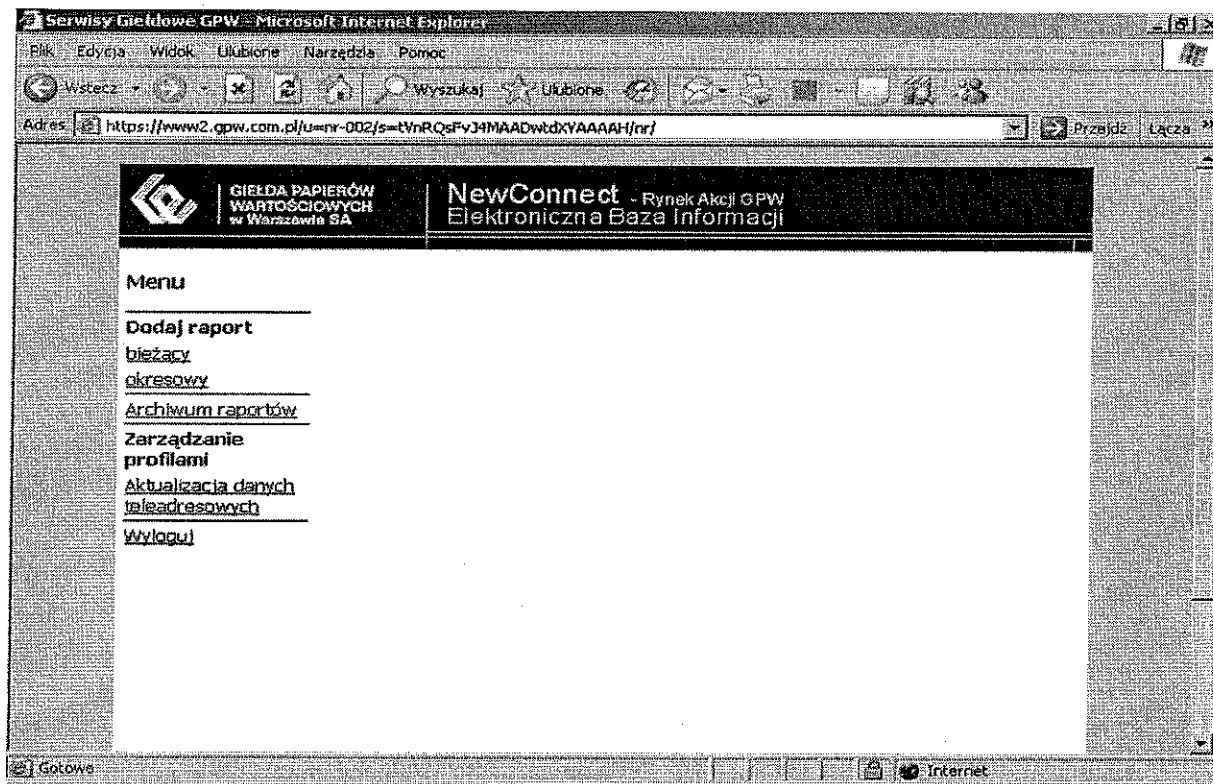 Serwisy Giełdowe GPW - Microsoft Internet Explorer
Plik Edycja Widok Ulubione Narzędzia Pomoc
Wstecz Wyszukaj Ulubione
Adres https://www2.gpw.com.pl/u=nr-002/s=tVnRQsFvJ4MAADwtdXYAAAAH/nr/ Przejdź Łącza »
GIEŁDA PAPIERÓW
WARTOŚCIOWYCH
w Warszawie SA
NewConnect - Rynek Akcji GPW
Elektroniczna Baza Informacji
Menu
Dodaj raport
bieżący
okresowy
Archiwum raportów
Zarządzanie
profilami
Aktualizacja danych
teleadresowych
Wyloguj
Gotowe Internet